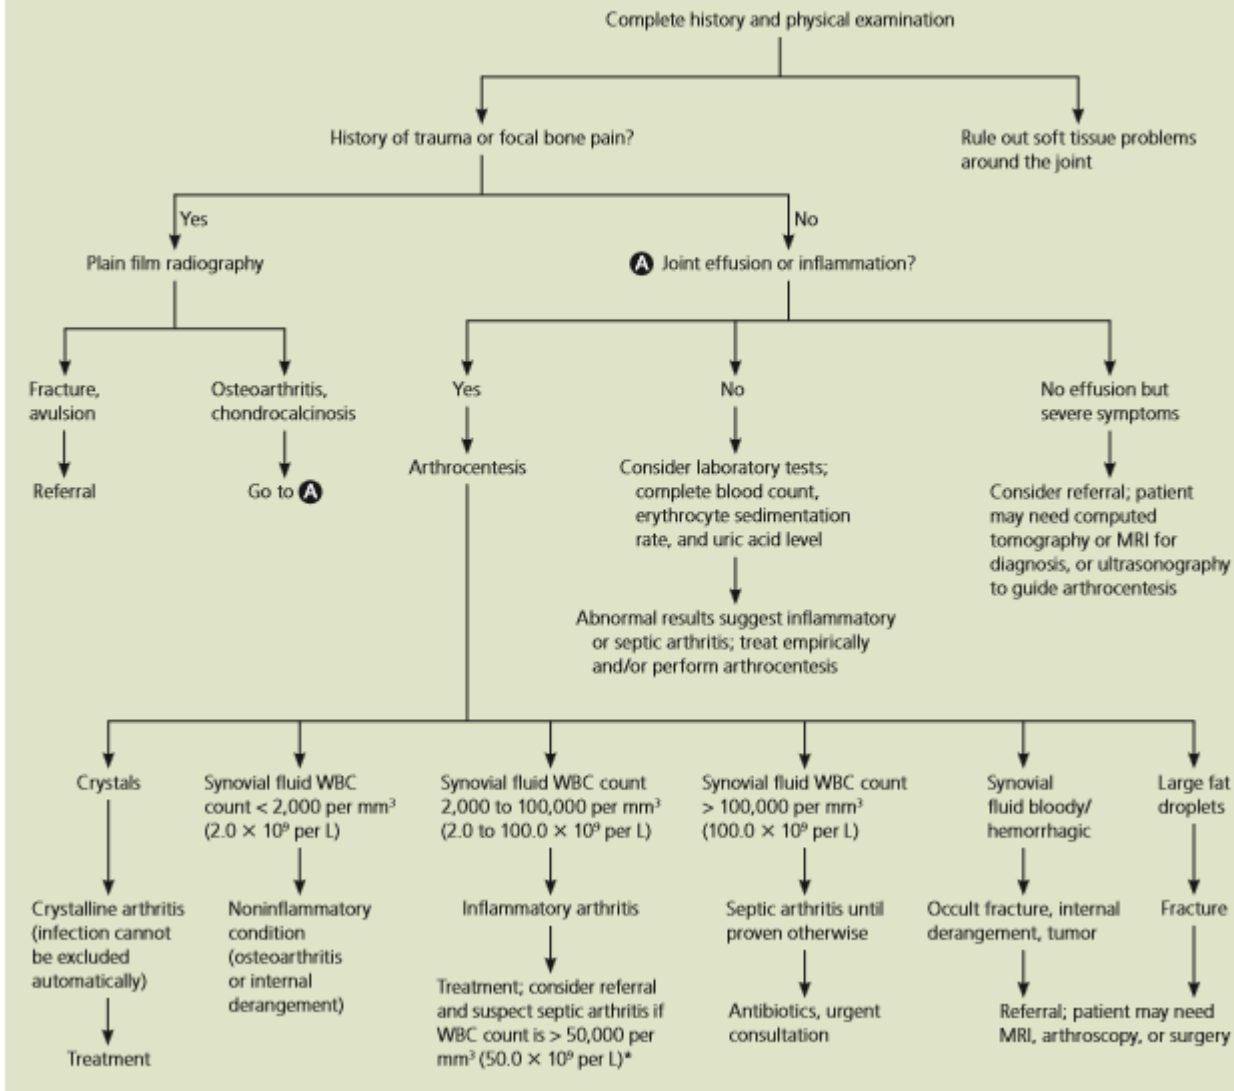 Complete history and physical examination
History of trauma or focal bone pain?
Rule out soft tissue problems
around the joint
Yes
No
Plain film radiography
A Joint effusion or inflammation?
Fracture,
avulsion
Osteoarthritis,
chondrocalcinosis
Yes
No
No effusion but
severe symptoms
Referral
Go to A
Arthrocentesis
Consider laboratory tests;
complete blood count,
erythrocyte sedimentation
rate, and uric acid level
Consider referral; patient
may need computed
tomography or MRI for
diagnosis, or ultrasonography
to guide arthrocentesis
Abnormal results suggest inflammatory
or septic arthritis; treat empirically
and/or perform arthrocentesis
Crystals
Synovial fluid WBC
count < 2,000 per mm³
(2.0 × 10⁹ per L)
Synovial fluid WBC count
2,000 to 100,000 per mm³
(2.0 to 100.0 × 10⁹ per L)
Synovial fluid WBC count
> 100,000 per mm³
(100.0 × 10⁹ per L)
Synovial
fluid bloody/
hemorrhagic
Large fat
droplets
Crystalline arthritis
(infection cannot
be excluded
automatically)
Noninflammatory
condition
(osteoarthritis
or internal
derangement)
Inflammatory arthritis
Septic arthritis until
proven otherwise
Occult fracture, internal
derangement, tumor
Fracture
Treatment
Treatment; consider referral
and suspect septic arthritis if
WBC count is > 50,000 per
mm³ (50.0 × 10⁹ per L)*
Antibiotics, urgent
consultation
Referral; patient may need
MRI, arthroscopy, or surgery